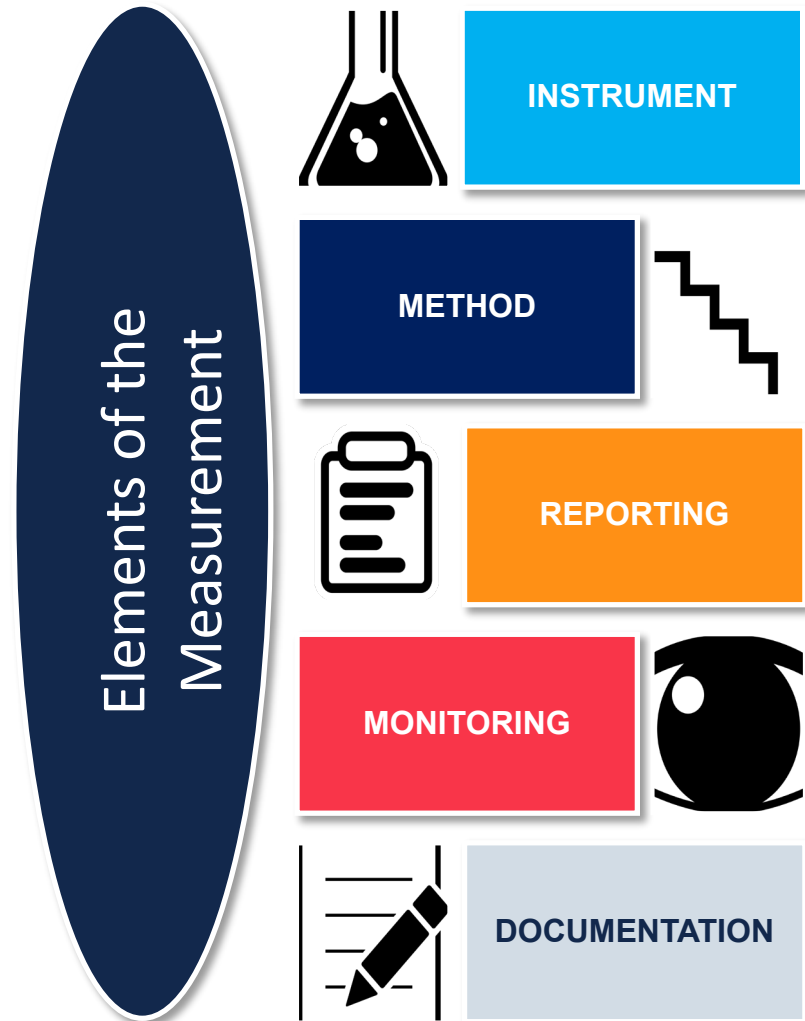 Elements of the
Measurement
INSTRUMENT
METHOD
REPORTING
MONITORING
DOCUMENTATION